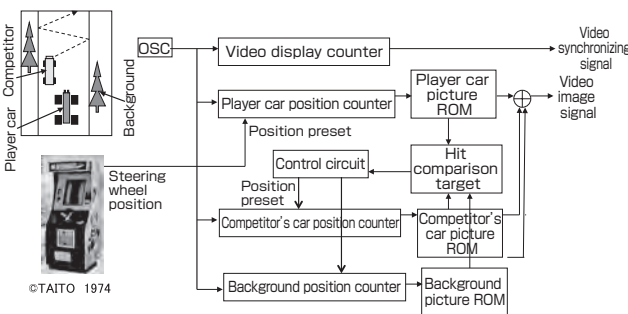 Competitor
Player car
Background
OSC
Video display counter
Video
synchronizing
signal
Player car position counter
Player car
picture
ROM
Video
image
signal
Position preset
Steering
wheel
position
Control circuit
Hit
comparison
target
Position
preset
Competitor's car position counter
Competitor's
car picture
ROM
Background position counter
Background
picture ROM
©TAITO 1974